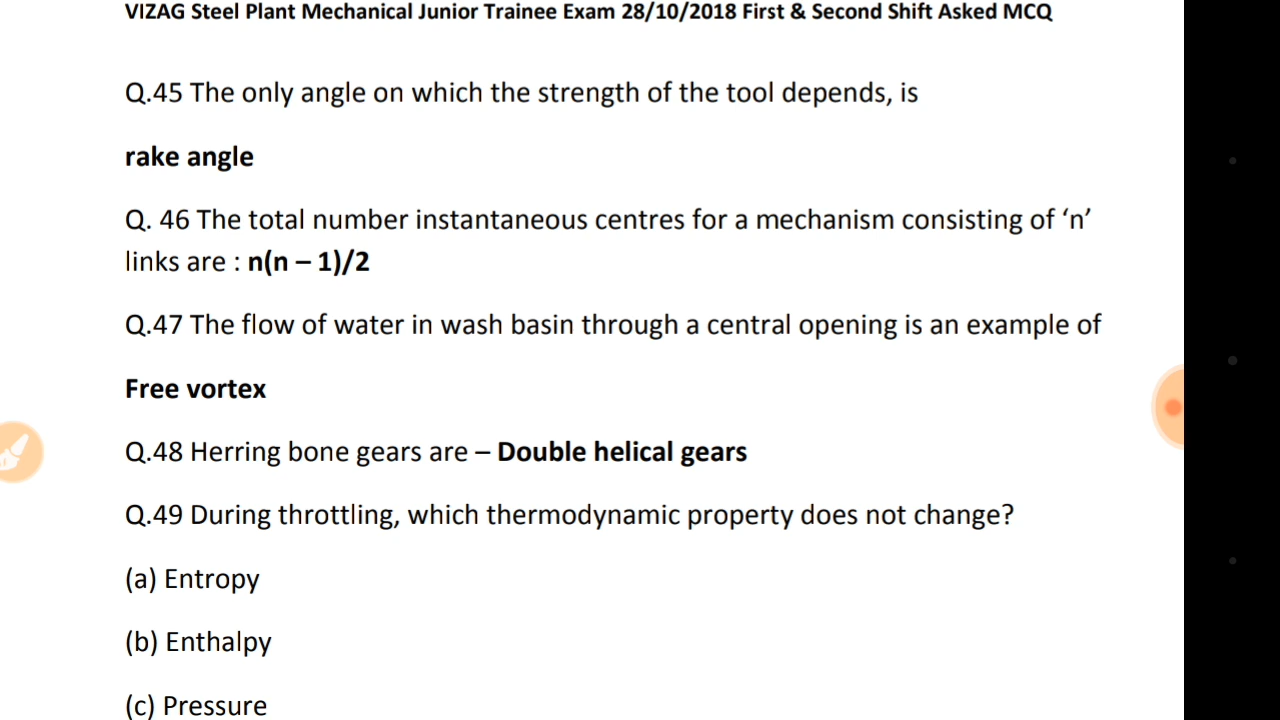 VIZAG Steel Plant Mechanical Junior Trainee Exam 28/10/2018 First & Second Shift Asked MCQ
Q.45 The only angle on which the strength of the tool depends, is
rake angle
Q. 46 The total number instantaneous centres for a mechanism consisting of ‘n’
links are : n(n – 1)/2
Q.47 The flow of water in wash basin through a central opening is an example of
Free vortex
Q.48 Herring bone gears are – Double helical gears
Q.49 During throttling, which thermodynamic property does not change?
(a) Entropy
(b) Enthalpy
(c) Pressure